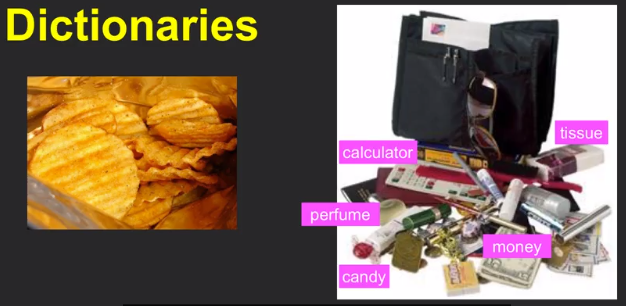 Dictionaries
tissue
calculator
perfume
money
candy